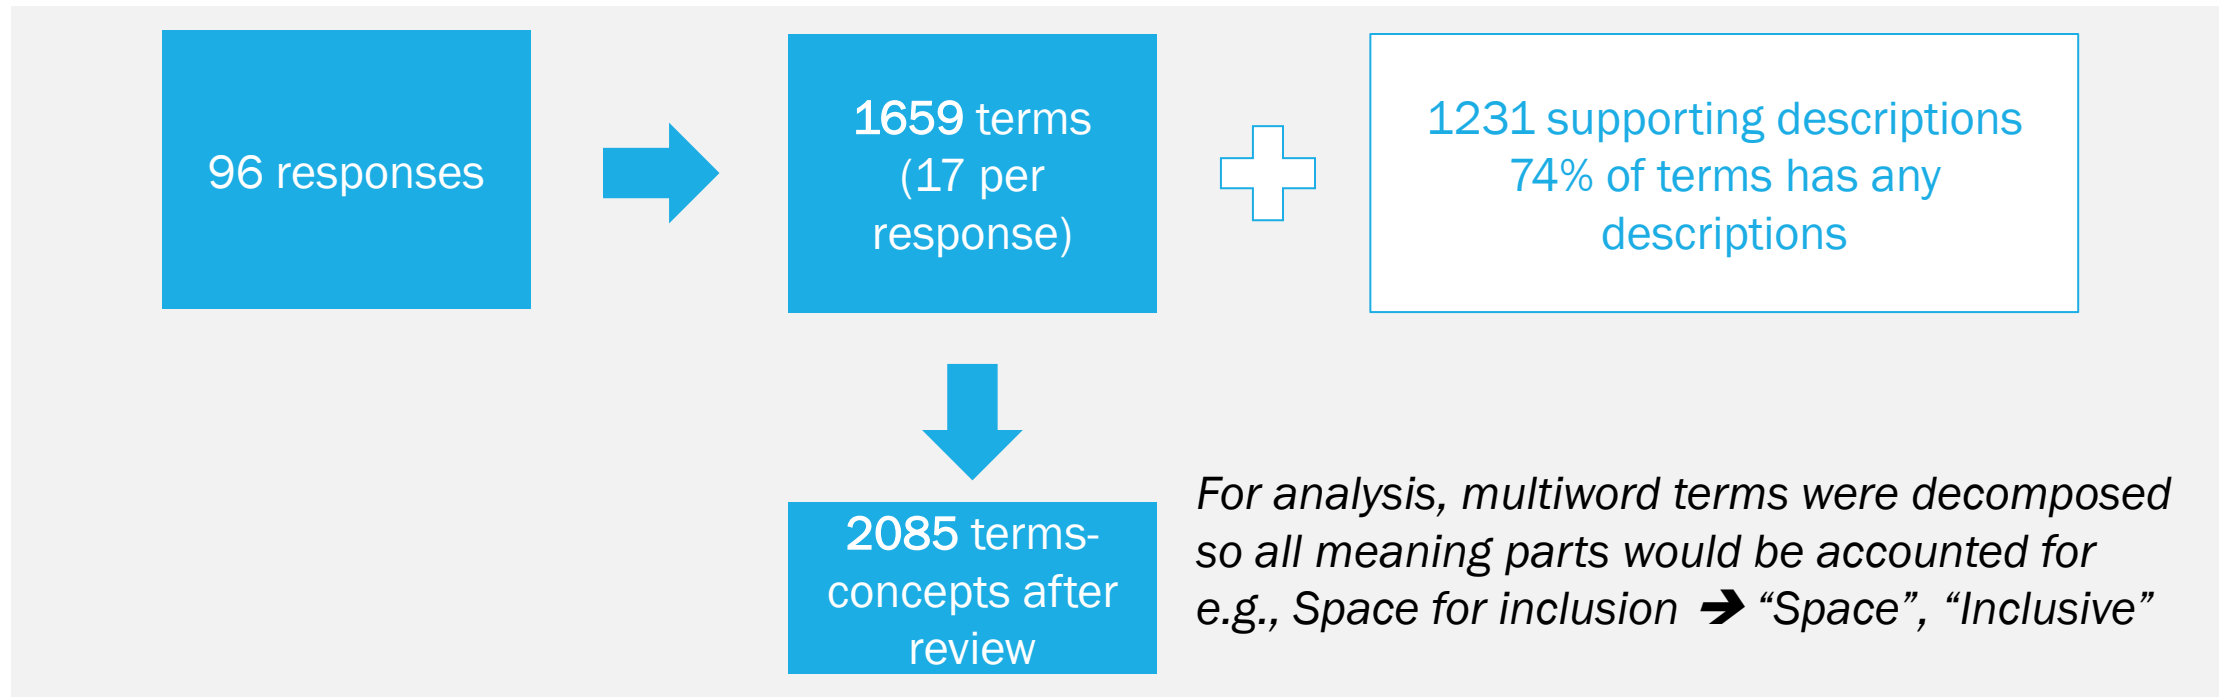 96 responses
1659 terms
(17 per
response)
1231 supporting descriptions
74% of terms has any
descriptions
2085 terms-
concepts after
review
For analysis, multiword terms were decomposed
so all meaning parts would be accounted for
e.g., Space for inclusion ➔ “Space”, “Inclusive”